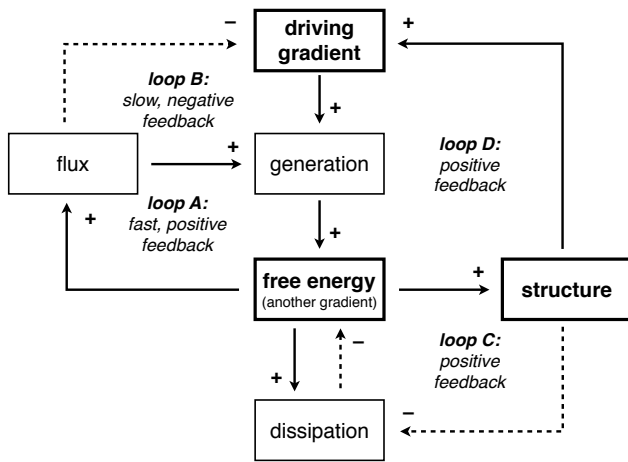 −
driving
gradient
+
loop B:
slow, negative
feedback
+
flux
+
generation
loop D:
positive
feedback
+
loop A:
fast, positive
feedback
+
free energy
(another gradient)
+
structure
+
−
loop C:
positive
feedback
dissipation
−